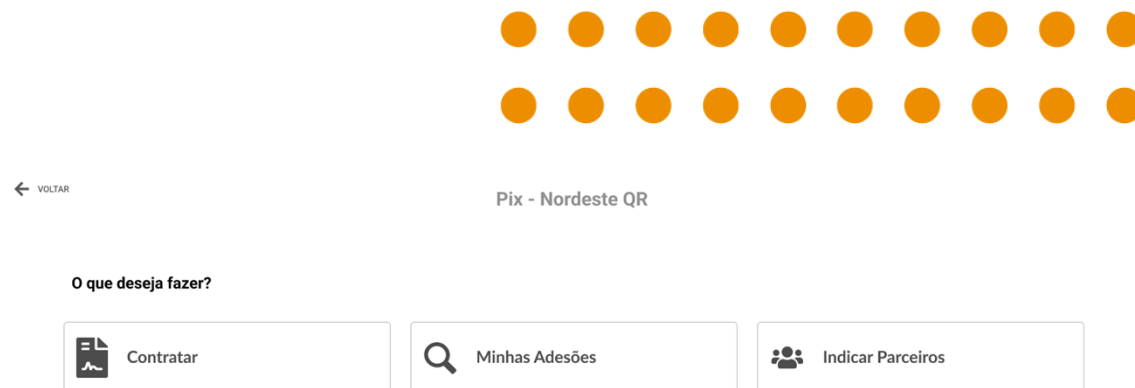 VOLTAR
Pix - Nordeste QR
O que deseja fazer?
Contratar
Minhas Adesões
Indicar Parceiros